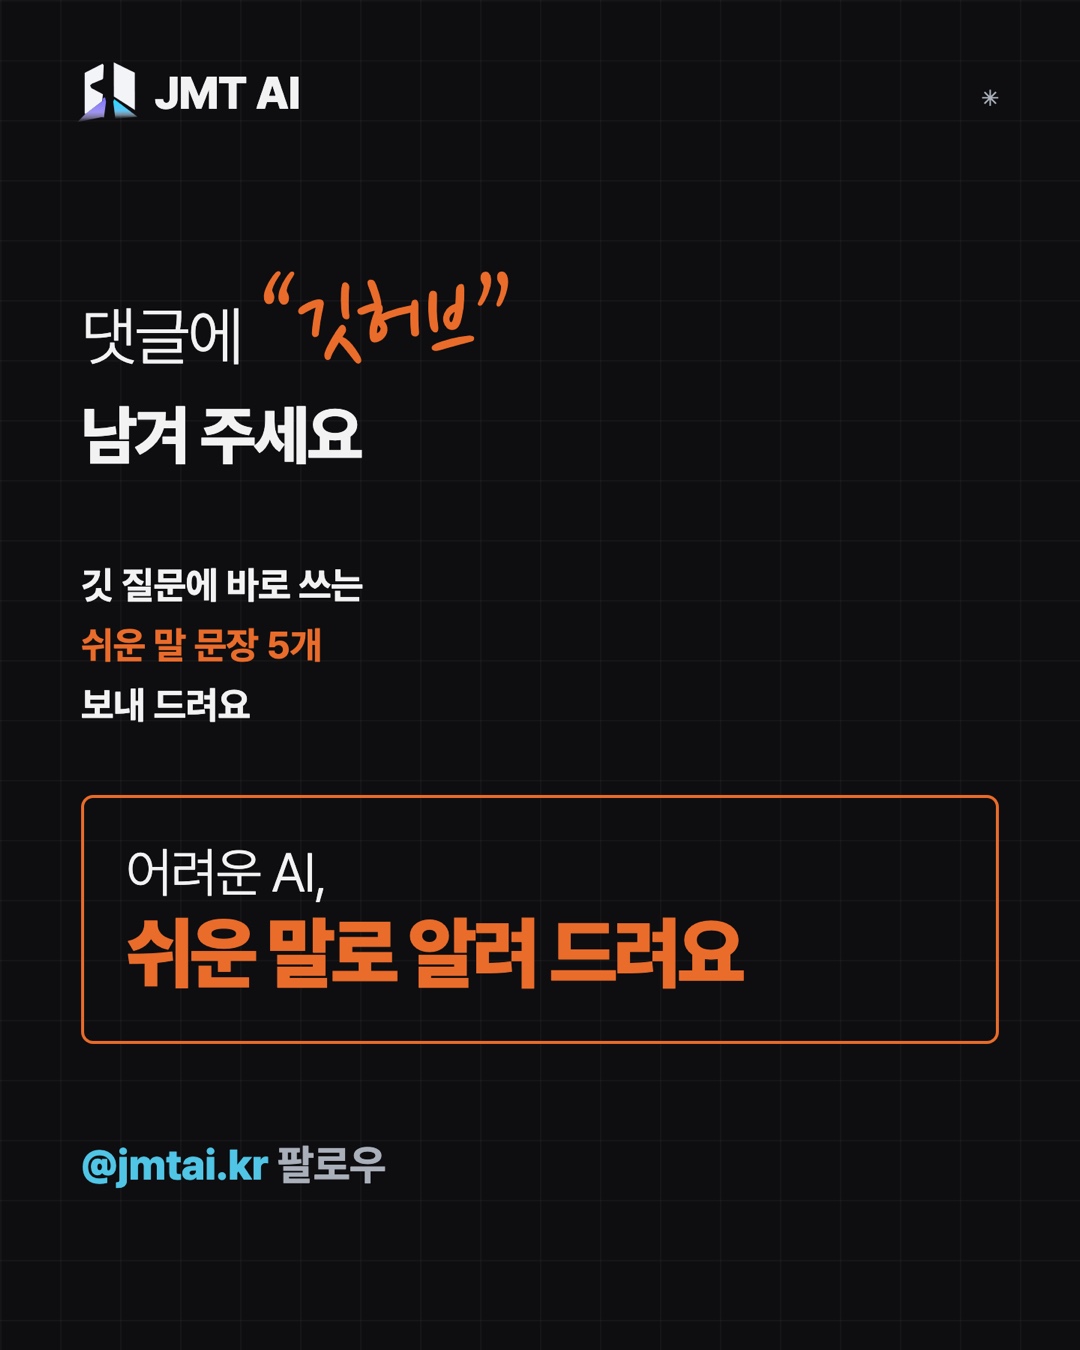 JMT AI
댓글에 “깃허브”
남겨 주세요
깃 질문에 바로 쓰는
쉬운 말 문장 5개
보내 드려요
어려운 AI,
쉬운 말로 알려 드려요
@jmtai.kr 팔로우